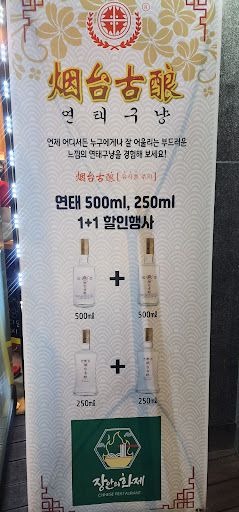 烟台古酿
연태구냥
언제 어디서든 누구에게나 잘 어울리는 부드러운
느낌의 연태구냥을 경험해 보세요!
烟台古酿
연태 500ml, 250ml
1+1 할인행사
+
500ml 500ml
+
250ml 250ml
장안의화제
CHINESE RESTAURANT